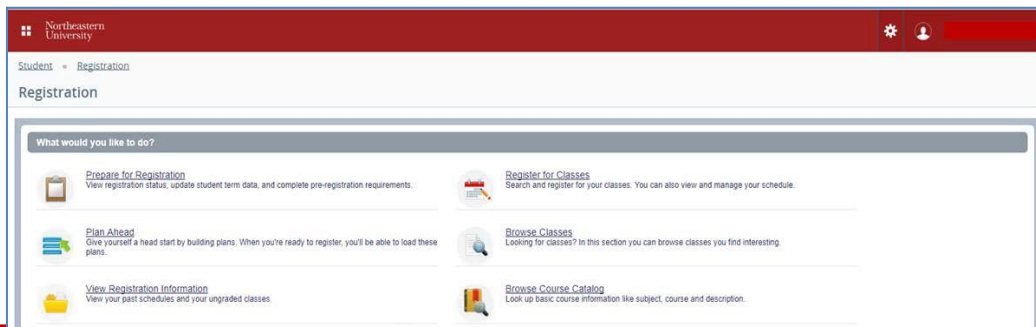 Northeastern
University
Student • Registration
Registration
What would you like to do?
Prepare for Registration
View registration status, update student term data, and complete pre-registration requirements.
Register for Classes
Search and register for your classes. You can also view and manage your schedule.
Plan Ahead
Give yourself a head start by building plans. When you're ready to register, you'll be able to load these
plans.
Browse Classes
Looking for classes? In this section you can browse classes you find interesting.
View Registration Information
View your past schedules and your ungraded classes
Browse Course Catalog
Look up basic course information like subject, course and description.